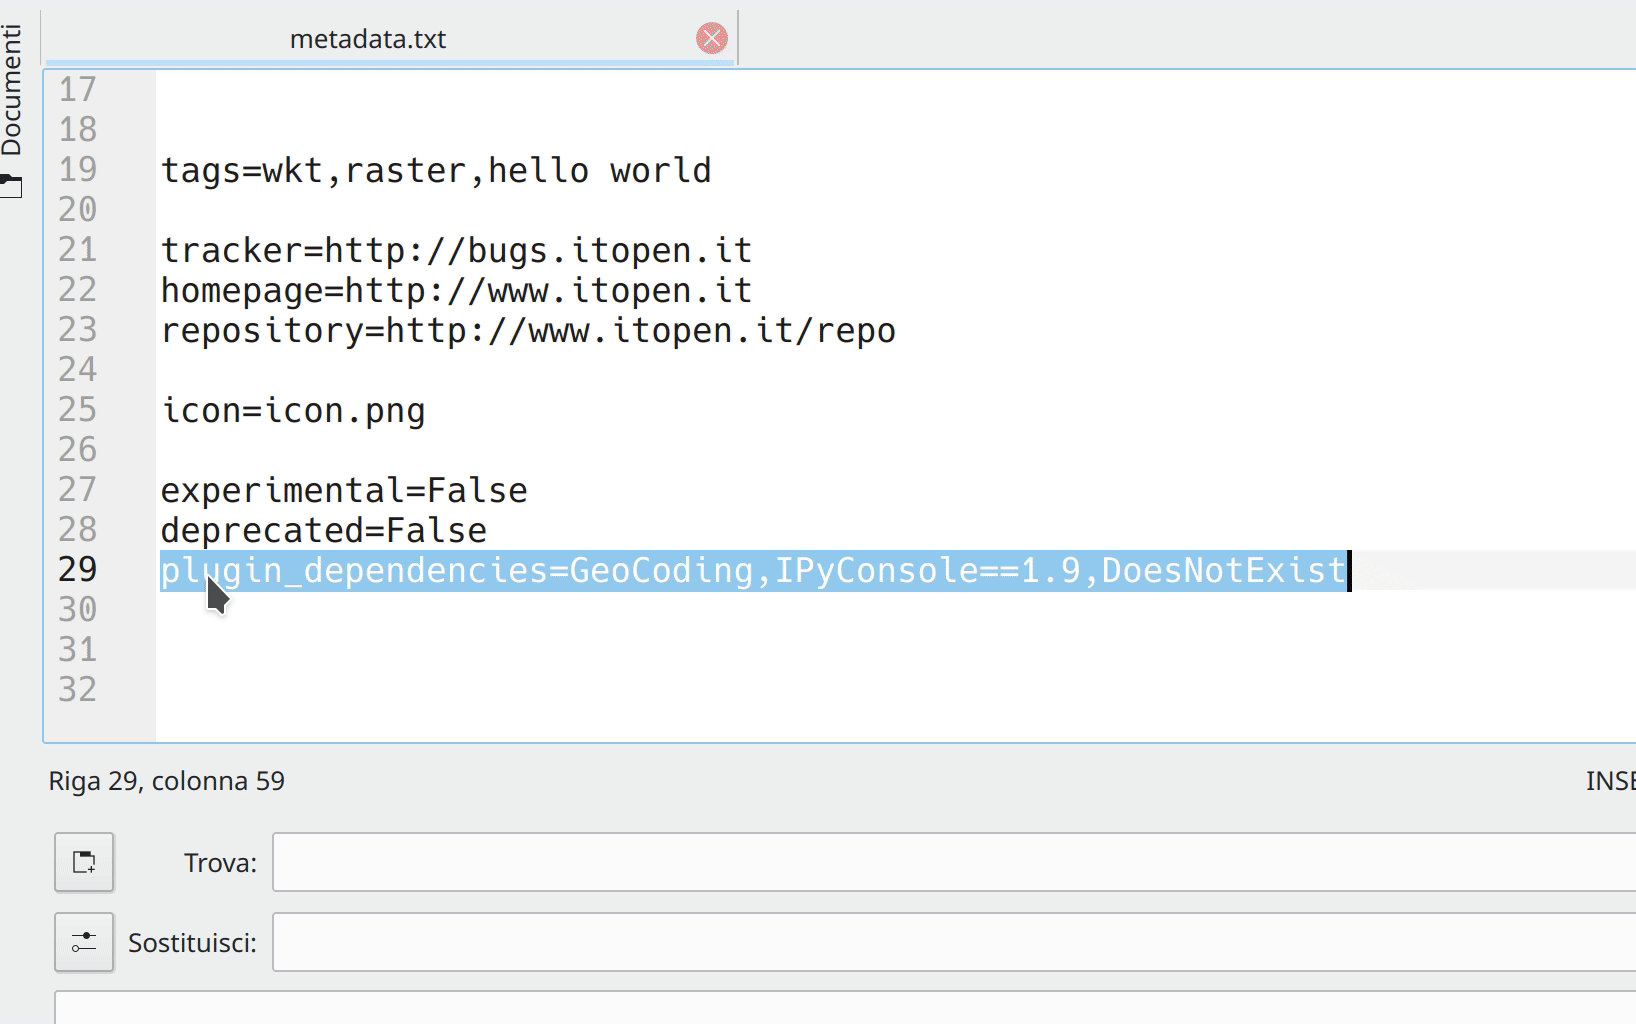 Documenti
metadata.txt
17
18
19 tags=wkt,raster,hello world
20
21 tracker=http://bugs.itopen.it
22 homepage=http://www.itopen.it
23 repository=http://www.itopen.it/repo
24
25 icon=icon.png
26
27 experimental=False
28 deprecated=False
29 plugin_dependencies=GeoCoding,IPyConsole==1.9,DoesNotExist
30
31
32
Riga 29, colonna 59
Trova:
Sostituisci: